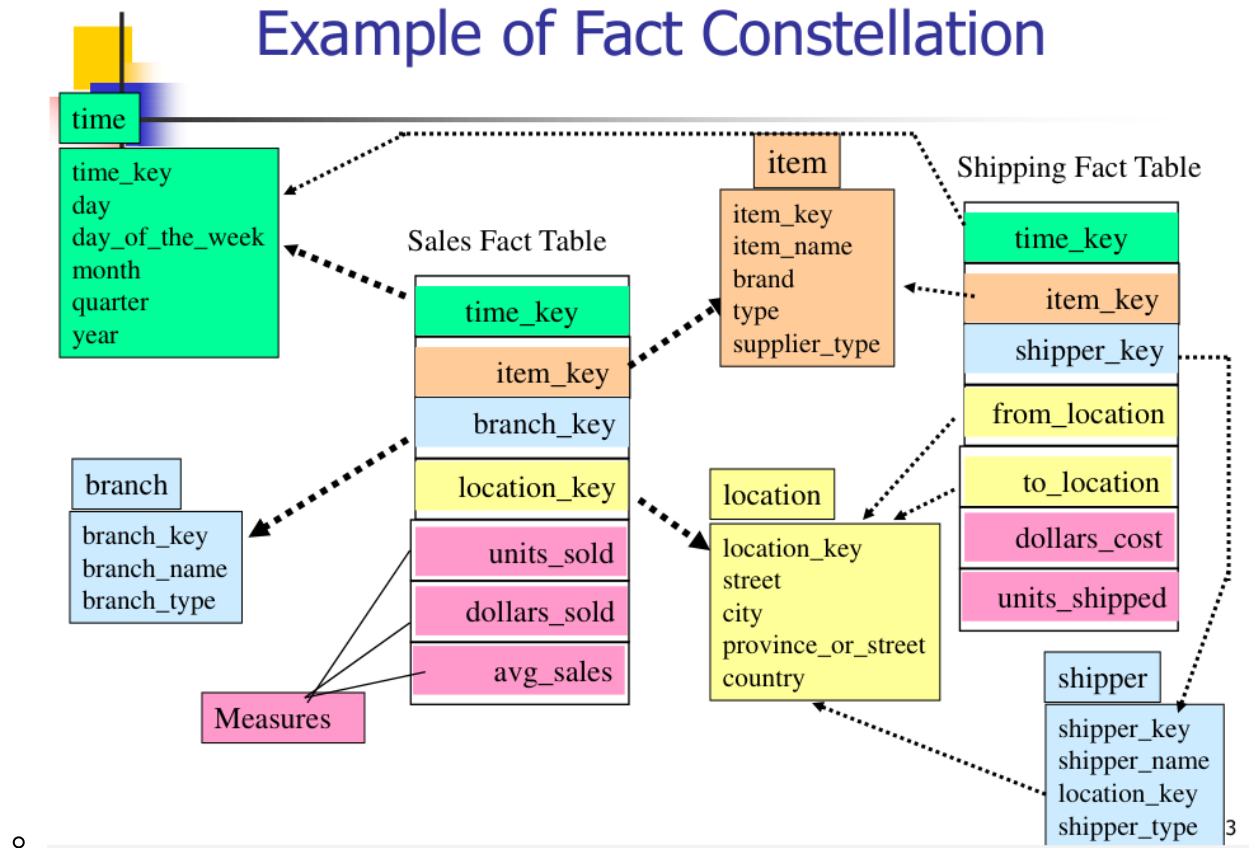 Example of Fact Constellation
time
time_key
day
day_of_the_week
month
quarter
year
Sales Fact Table
time_key
item_key
branch_key
location_key
units_sold
dollars_sold
avg_sales
Measures
branch
branch_key
branch_name
branch_type
item
item_key
item_name
brand
type
supplier_type
location
location_key
street
city
province_or_street
country
Shipping Fact Table
time_key
item_key
shipper_key
from_location
to_location
dollars_cost
units_shipped
shipper
shipper_key
shipper_name
location_key
shipper_type
3